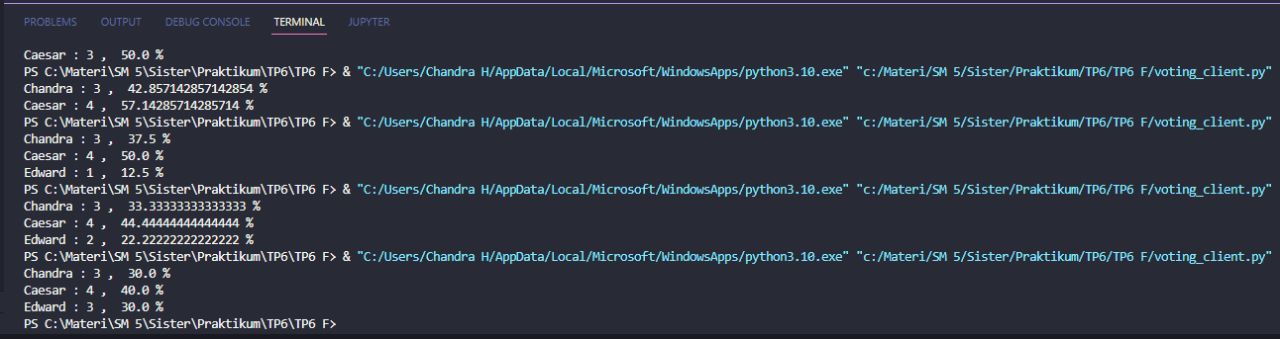 PROBLEMS OUTPUT DEBUG CONSOLE TERMINAL JUPYTER
Caesar : 3 ,  50.0 %
PS C:\Materi\SM 5\Sister\Praktikum\TP6\TP6 F> & "C:/Users/Chandra H/AppData/Local/Microsoft/WindowsApps/python3.10.exe" "c:/Materi/SM 5/Sister/Praktikum/TP6/TP6 F/voting_client.py"
Chandra : 3 ,  42.857142857142854 %
Caesar : 4 ,  57.14285714285714 %
PS C:\Materi\SM 5\Sister\Praktikum\TP6\TP6 F> & "C:/Users/Chandra H/AppData/Local/Microsoft/WindowsApps/python3.10.exe" "c:/Materi/SM 5/Sister/Praktikum/TP6/TP6 F/voting_client.py"
Chandra : 3 ,  37.5 %
Caesar : 4 ,  50.0 %
Edward : 1 ,  12.5 %
PS C:\Materi\SM 5\Sister\Praktikum\TP6\TP6 F> & "C:/Users/Chandra H/AppData/Local/Microsoft/WindowsApps/python3.10.exe" "c:/Materi/SM 5/Sister/Praktikum/TP6/TP6 F/voting_client.py"
Chandra : 3 ,  33.33333333333333 %
Caesar : 4 ,  44.44444444444444 %
Edward : 2 ,  22.22222222222222 %
PS C:\Materi\SM 5\Sister\Praktikum\TP6\TP6 F> & "C:/Users/Chandra H/AppData/Local/Microsoft/WindowsApps/python3.10.exe" "c:/Materi/SM 5/Sister/Praktikum/TP6/TP6 F/voting_client.py"
Chandra : 3 ,  30.0 %
Caesar : 4 ,  40.0 %
Edward : 3 ,  30.0 %
PS C:\Materi\SM 5\Sister\Praktikum\TP6\TP6 F>